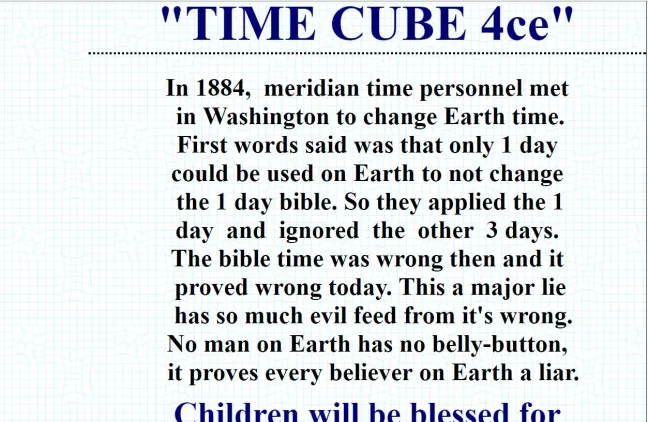 "TIME CUBE 4ce"
In 1884,  meridian time personnel met
in Washington to change Earth time.
First words said was that only 1 day
could be used on Earth to not change
the 1 day bible. So they applied the 1
day  and  ignored  the  other  3 days.
The bible time was wrong then and it
proved wrong today. This a major lie
has so much evil feed from it's wrong.
No man on Earth has no belly-button,
it proves every believer on Earth a liar.
Children will be blessed for